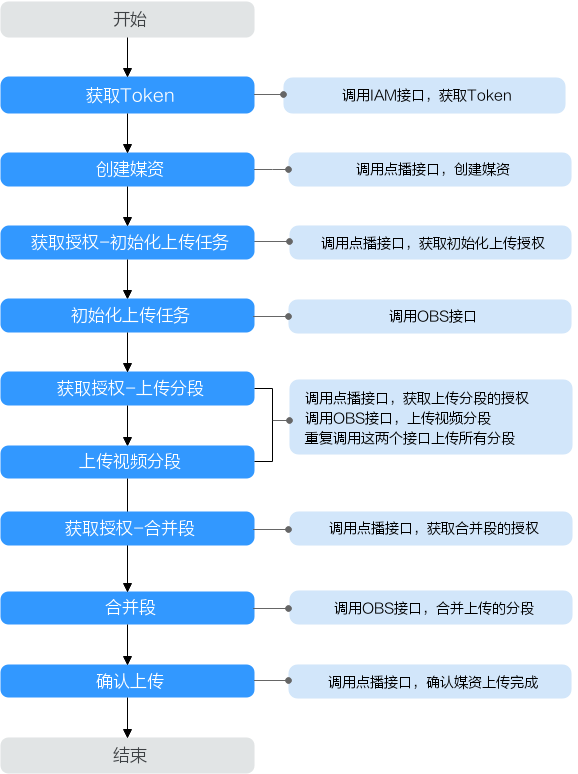 开始
获取Token
调用IAM接口，获取Token
创建媒资
调用点播接口，创建媒资
获取授权-初始化上传任务
调用点播接口，获取初始化上传授权
初始化上传任务
调用OBS接口
获取授权-上传分段
调用点播接口，获取上传分段的授权
调用OBS接口，上传视频分段
重复调用这两个接口上传所有分段
上传视频分段
获取授权-合并段
调用点播接口，获取合并段的授权
合并段
调用OBS接口，合并上传的分段
确认上传
调用点播接口，确认媒资上传完成
结束